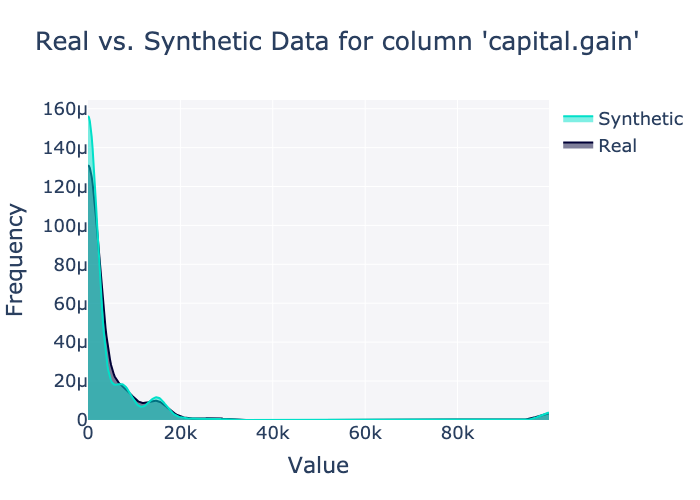 Real vs. Synthetic Data for column 'capital.gain'
Synthetic
Real
160μ
140μ
120μ
100μ
80μ
60μ
40μ
20μ
0
0
20k
40k
60k
80k
Frequency
Value